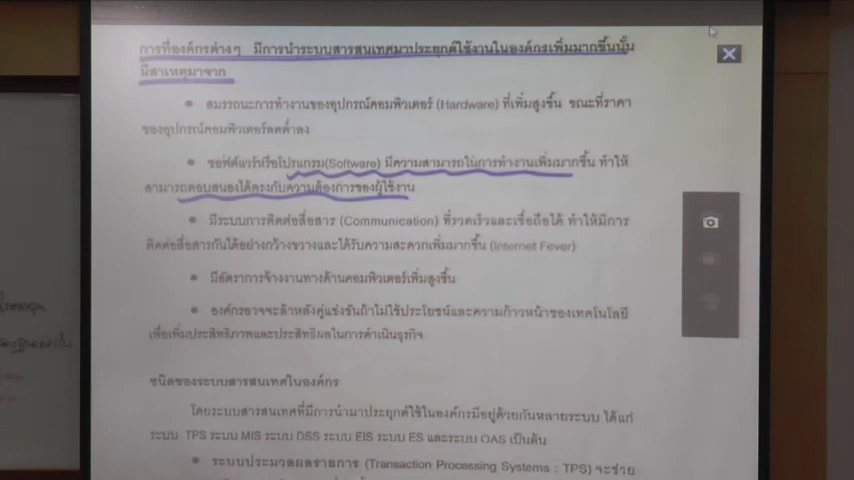 การที่องค์กรต่างๆ มีการนำระบบสารสนเทศมาประยุกต์ใช้งานในองค์กรเพิ่มมากขึ้นนั้น
มีสาเหตุมาจาก
● สมรรถนะการทำงานของอุปกรณ์คอมพิวเตอร์ (Hardware) ที่เพิ่มสูงขึ้น ขณะที่ราคา
ของอุปกรณ์คอมพิวเตอร์ลดต่ำลง
● ซอฟต์แวร์หรือโปรแกรม(Software) มีความสามารถในการทำงานเพิ่มมากขึ้น ทำให้
สามารถตอบสนองได้ตรงกับความต้องการของผู้ใช้งาน
● มีระบบการติดต่อสื่อสาร (Communication) ที่รวดเร็วและเชื่อถือได้ ทำให้มีการ
ติดต่อสื่อสารกันได้อย่างกว้างขวางและได้รับความสะดวกเพิ่มมากขึ้น (Internet Fever)
● มีอัตราการจ้างงานทางด้านคอมพิวเตอร์เพิ่มสูงขึ้น
● องค์กรอาจจะล้าหลังคู่แข่งขันถ้าไม่ใช้ประโยชน์และความก้าวหน้าของเทคโนโลยี
เพื่อเพิ่มประสิทธิภาพและประสิทธิผลในการดำเนินธุรกิจ
ชนิดของระบบสารสนเทศในองค์กร
โดยระบบสารสนเทศที่มีการนำมาประยุกต์ใช้ในองค์กรมีอยู่ด้วยกันหลายระบบ ได้แก่
ระบบ TPS ระบบ MIS ระบบ DSS ระบบ EIS ระบบ ES และระบบ OAS เป็นต้น
● ระบบประมวลผลรายการ (Transaction Processing Systems : TPS) จะช่วย